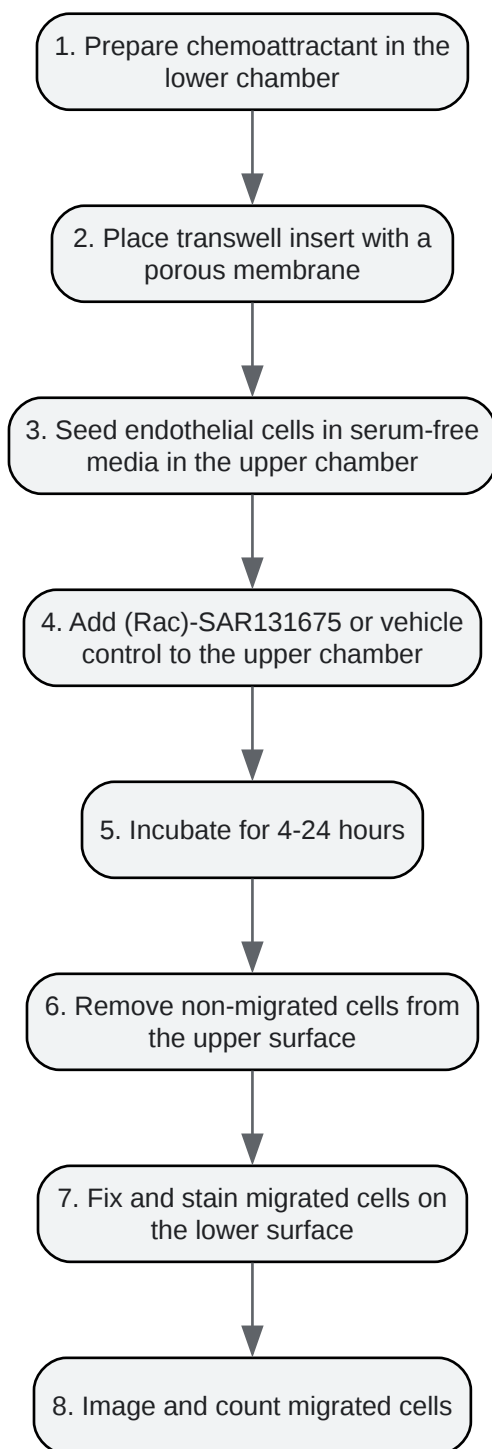 1. Prepare chemoattractant in the
lower chamber
2. Place transwell insert with a
porous membrane
3. Seed endothelial cells in serum-free
media in the upper chamber
4. Add (Rac)-SAR131675 or vehicle
control to the upper chamber
5. Incubate for 4-24 hours
6. Remove non-migrated cells from
the upper surface
7. Fix and stain migrated cells on
the lower surface
8. Image and count migrated cells